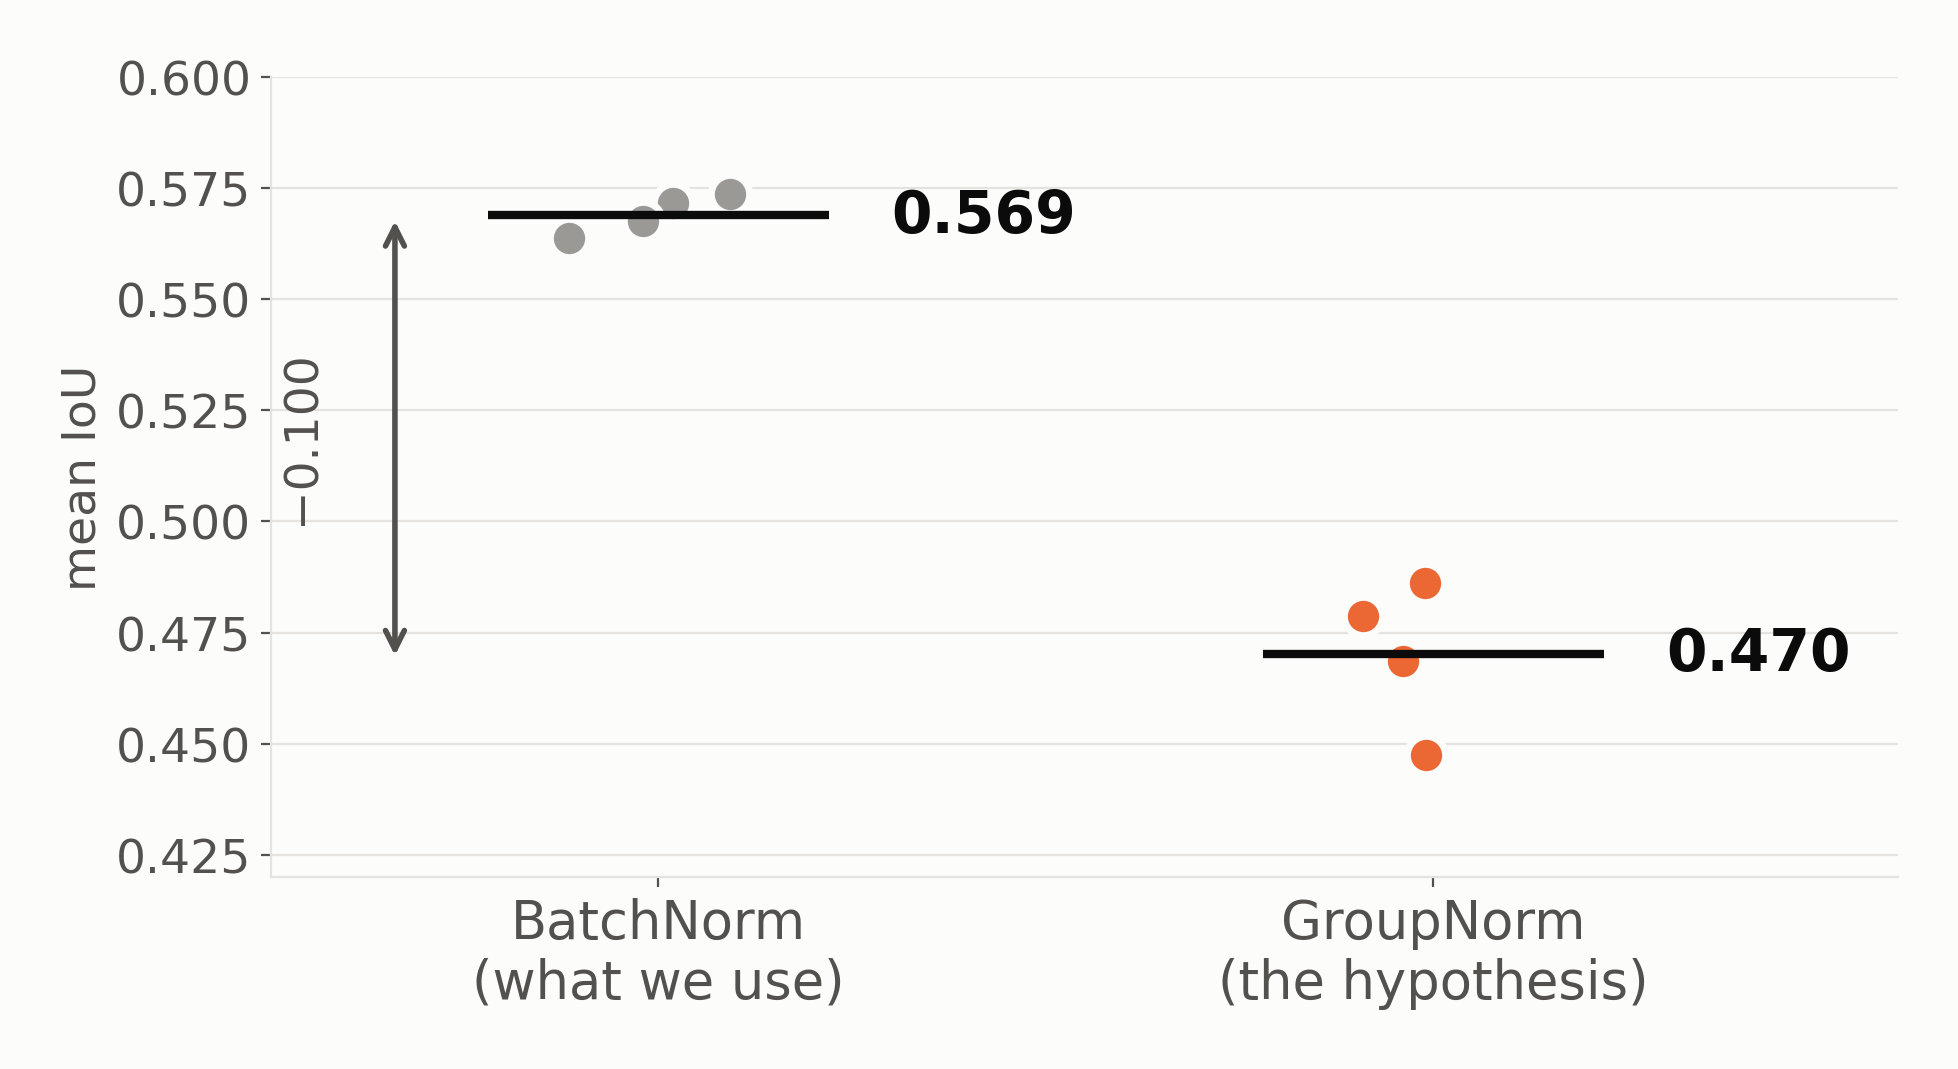 mean IoU
0.600
0.575
0.550
0.525
0.500
0.475
0.450
0.425
−0.100
0.569
0.470
BatchNorm
(what we use)
GroupNorm
(the hypothesis)